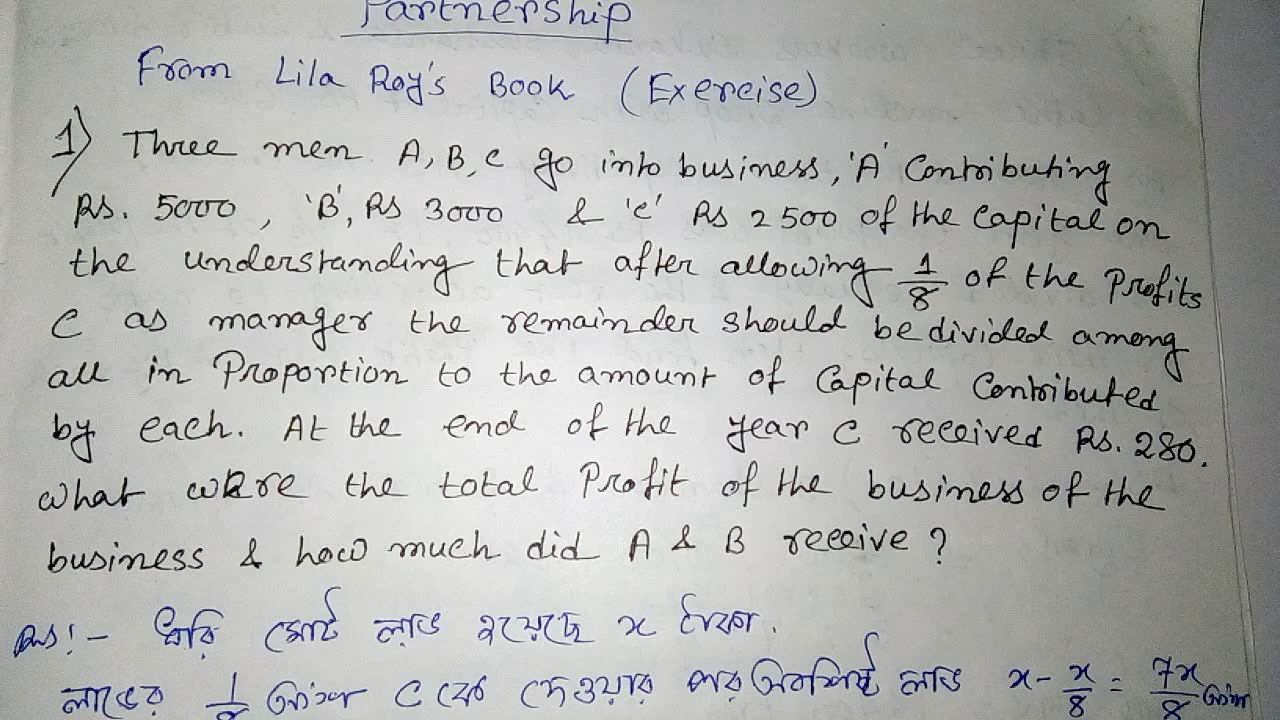 Partnership
From Lila Roy's Book (Exercise)
1) Three men A, B, C go into business, 'A' Contributing
Rs. 5000, 'B', Rs 3000 & 'C' Rs 2500 of the Capital on
the understanding that after allowing 1/8 of the Profits
C as manager the remainder should be divided among
all in Proportion to the amount of Capital Contributed
by each. At the end of the year C received Rs. 280.
What were the total Profit of the business of the
business & how much did A & B receive?
Ans:- ধরি মোট লাভ হয়েছে x টাকা.
লাভের 1/8 অংশ C কে দেওয়ার পর অবশিষ্ট লাভ x - x/8 = 7x/8 অংশ